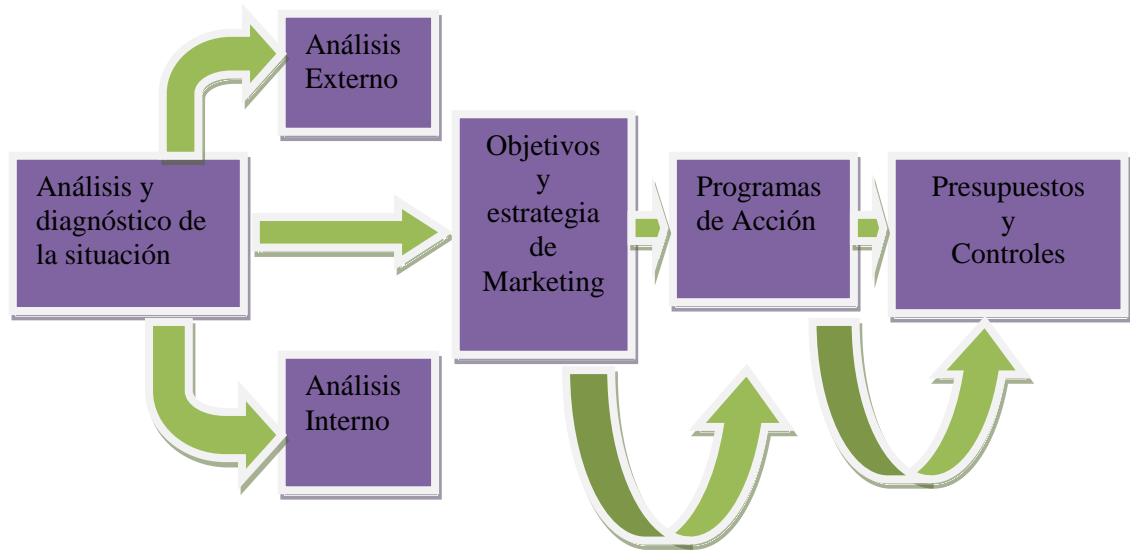 Análisis
Externo
Análisis y
diagnóstico de
la situación
Análisis
Interno
Objetivos
y
estrategia
de
Marketing
Programas
de Acción
Presupuestos
y
Controles